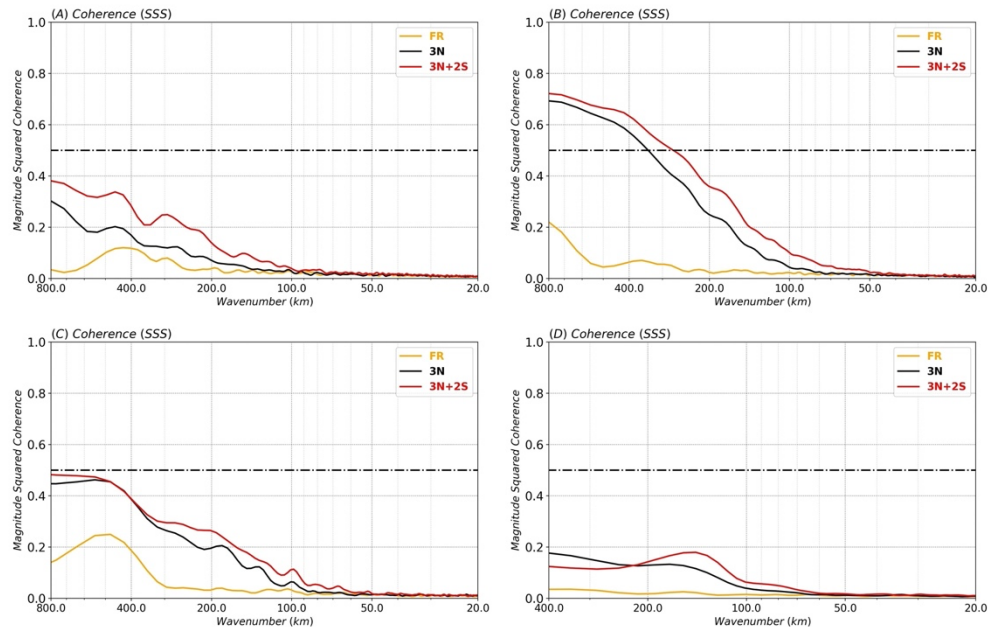 (A) Coherence (SSS)
1.0
0.8
0.6
0.4
0.2
0.0
Magnitude Squared Coherence
FR
3N
3N+2S
800.0 400.0 200.0 100.0 50.0 20.0
Wavenumber (km)
(B) Coherence (SSS)
1.0
0.8
0.6
0.4
0.2
0.0
Magnitude Squared Coherence
FR
3N
3N+2S
800.0 400.0 200.0 100.0 50.0 20.0
Wavenumber (km)
(C) Coherence (SSS)
1.0
0.8
0.6
0.4
0.2
0.0
Magnitude Squared Coherence
FR
3N
3N+2S
800.0 400.0 200.0 100.0 50.0 20.0
Wavenumber (km)
(D) Coherence (SSS)
1.0
0.8
0.6
0.4
0.2
0.0
Magnitude Squared Coherence
FR
3N
3N+2S
400.0 200.0 100.0 50.0 20.0
Wavenumber (km)